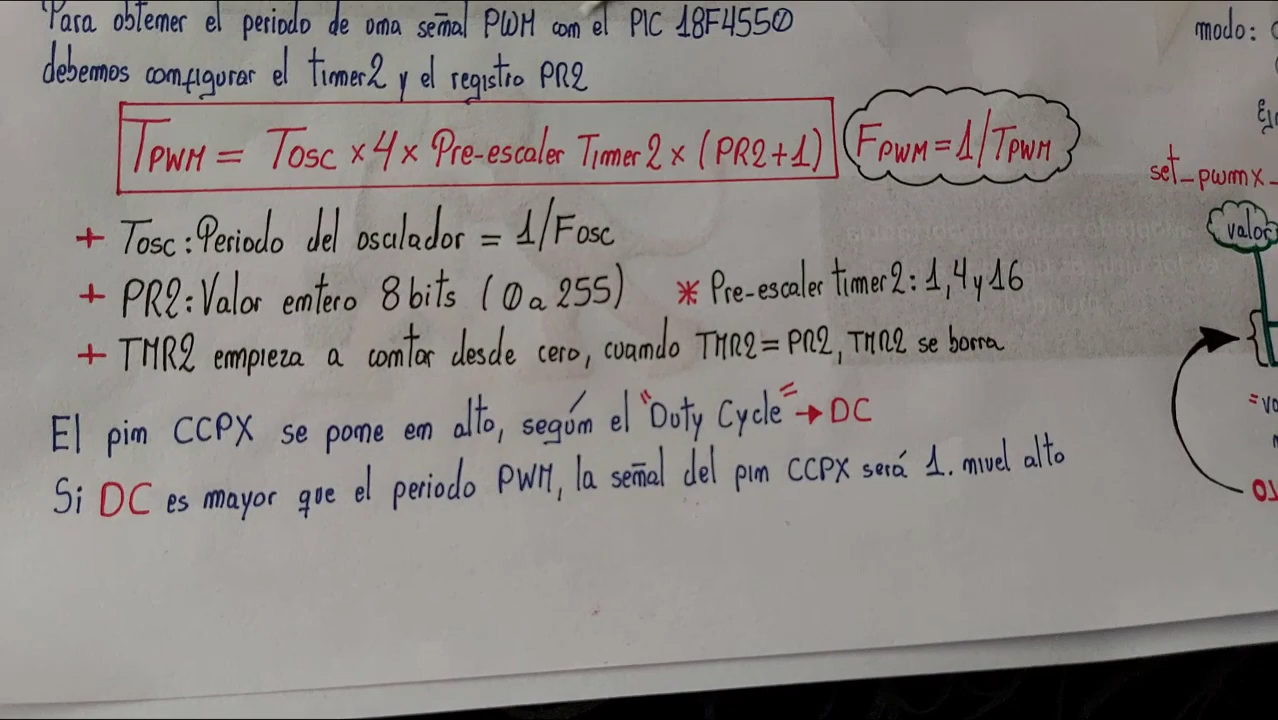 Para obtener el periodo de una señal PWM con el PIC 18F4550
debemos configurar el timer2 y el registro PR2
TPWM = Tosc x 4 x Pre-escaler Timer 2 x (PR2+1)
FPWM = 1/TPWM
+ Tosc: Periodo del oscilador = 1/Fosc
+ PR2: Valor entero 8 bits (0 a 255)
* Pre-escaler timer2: 1, 4 y 16
+ TMR2 empieza a contar desde cero, cuando TMR2 = PR2, TMR2 se borra
El pin CCPX se pone en alto, según el "Duty Cycle" → DC
Si DC es mayor que el periodo PWM, la señal del pin CCPX será 1. nivel alto
modo:
set_pwmx_
valor